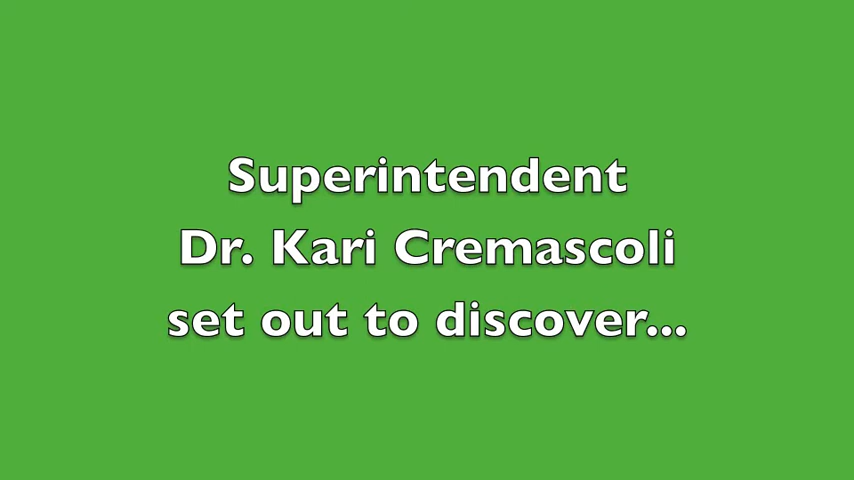 Superintendent
Dr. Kari Cremascoli
set out to discover...